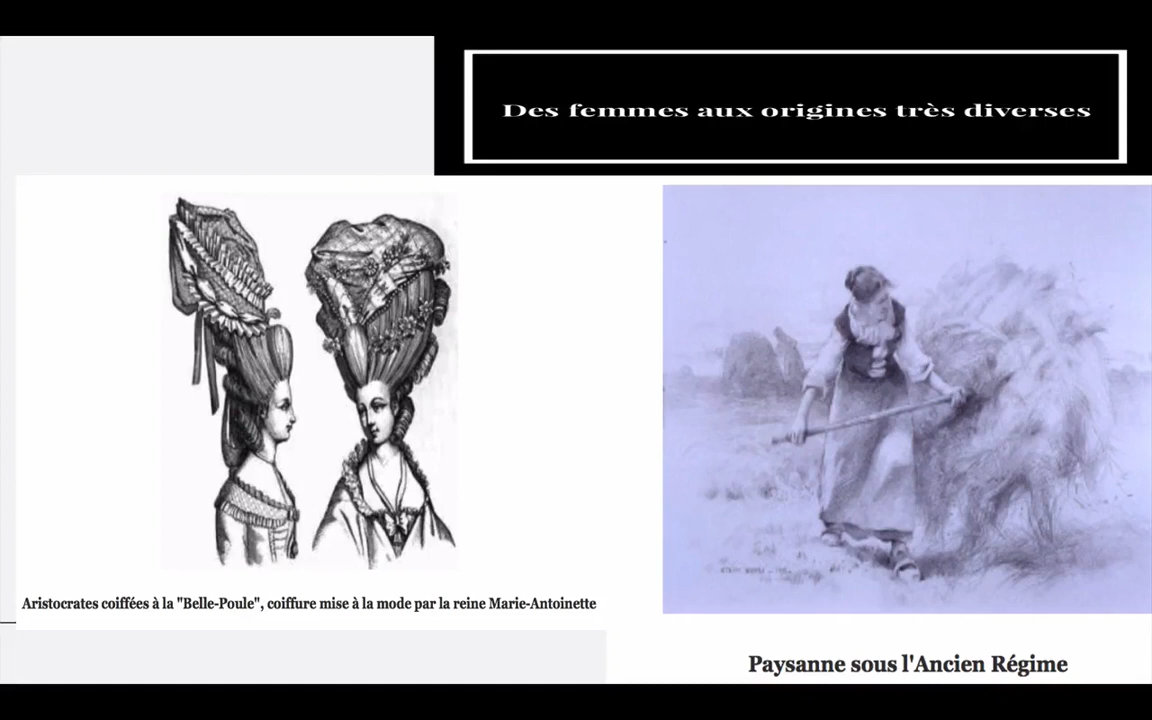 Des femmes aux origines très diverses
Aristocrates coiffées à la "Belle-Poule", coiffure mise à la mode par la reine Marie-Antoinette
Paysanne sous l'Ancien Régime